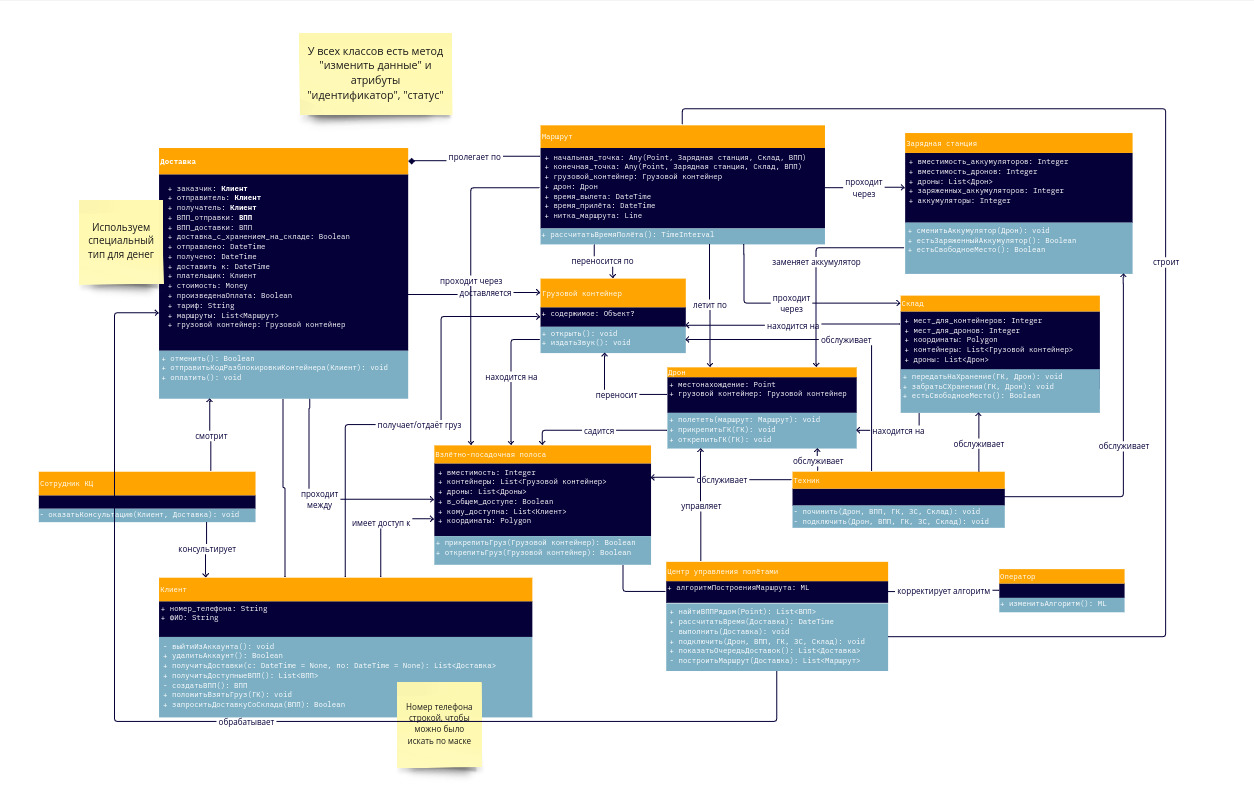 У всех классов есть метод
"изменить данные" и
атрибуты
"идентификатор", "статус"
Используем
специальный
тип для денег
Доставка
+ заказчик: Клиент
+ отправитель: Клиент
+ получатель: Клиент
+ ВПП_отправки: ВПП
+ ВПП_доставки: ВПП
+ доставка_с_хранением_на_складе: Boolean
+ отправлено: DateTime
+ получено: DateTime
+ доставить к: DateTime
+ плательщик: Клиент
+ стоимость: Money
+ произведенаОплата: Boolean
+ тариф: String
+ маршруты: List<Маршрут>
+ грузовой контейнер: Грузовой контейнер
+ отменить(): Boolean
+ отправитьКодРазблокировкиКонтейнера(Клиент): void
+ оплатить(): void
пролегает по
Маршрут
+ начальная_точка: Any(Point, Зарядная станция, Склад, ВПП)
+ конечная_точка: Any(Point, Зарядная станция, Склад, ВПП)
+ грузовой_контейнер: Грузовой контейнер
+ дрон: Дрон
+ время_вылета: DateTime
+ время_прилёта: DateTime
+ нитка_маршрута: Line
+ рассчитатьВремяПолёта(): TimeInterval
проходит
через
Зарядная станция
+ вместимость_аккумуляторов: Integer
+ вместимость_дронов: Integer
+ дроны: List<Дрон>
+ заряженных_аккумуляторов: Integer
+ аккумуляторы: Integer
+ сменитьАккумулятор(Дрон): void
+ естьЗаряженныйАккумулятор(): Boolean
+ естьСвободноеМесто(): Boolean
переносится по
заменяет аккумулятор
строит
проходит через
доставляется
Грузовой контейнер
+ содержимое: Объект?
+ открыть(): void
+ издатьЗвук(): void
летит по
проходит
через
находится на
обслуживает
Склад
+ мест_для_контейнеров: Integer
+ мест_для_дронов: Integer
+ координаты: Polygon
+ контейнеры: List<Грузовой контейнер>
+ дроны: List<Дрон>
+ передатьНаХранение(ГК, Дрон): void
+ забратьСХранения(ГК, Дрон): void
+ естьСвободноеМесто(): Boolean
находится на
переносит
Дрон
+ местонахождение: Point
+ грузовой контейнер: Грузовой контейнер
+ полететь(маршрут: Маршрут): void
+ прикрепитьГК(ГК): void
+ открепитьГК(ГК): void
получает/отдаёт груз
садится
находится на
смотрит
обслуживает
обслуживает
обслуживает
Взлётно-посадочная полоса
+ вместимость: Integer
+ контейнеры: List<Грузовой контейнер>
+ дроны: List<Дроны>
+ в_общем_доступе: Boolean
+ кому_доступна: List<Клиент>
+ координаты: Polygon
+ прикрепитьГруз(Грузовой контейнер): Boolean
+ открепитьГруз(Грузовой контейнер): Boolean
обслуживает
Техник
- починить(Дрон, ВПП, ГК, ЗС, Склад): void
- подключить(Дрон, ВПП, ГК, ЗС, Склад): void
Сотрудник КЦ
- оказатьКонсультацию(Клиент, Доставка): void
проходит
между
имеет доступ к
управляет
консультирует
Клиент
+ номер_телефона: String
+ ФИО: String
- выйтиИзАккаунта(): void
+ удалитьАккаунт(): Boolean
+ получитьДоставки(с: DateTime = None, по: DateTime = None): List<Доставка>
+ получитьДоступныеВПП(): List<ВПП>
- создатьВПП(): ВПП
+ положитьВзятьГруз(ГК): void
+ запроситьДоставкуСоСклада(ВПП): Boolean
Центр управления полётами
+ алгоритмПостроенияМаршрута: ML
+ найтиВППРядом(Point): List<ВПП>
+ рассчитатьВремя(Доставка): DateTime
- выполнить(Доставка): void
+ подключить(Дрон, ВПП, ГК, ЗС, Склад): void
+ показатьОчередьДоставок(): List<Доставка>
- построитьМаршрут(Доставка): List<Маршрут>
корректирует алгоритм
Оператор
+ изменитьАлгоритм(): ML
Номер телефона
строкой, чтобы
можно было
искать по маске
обрабатывает